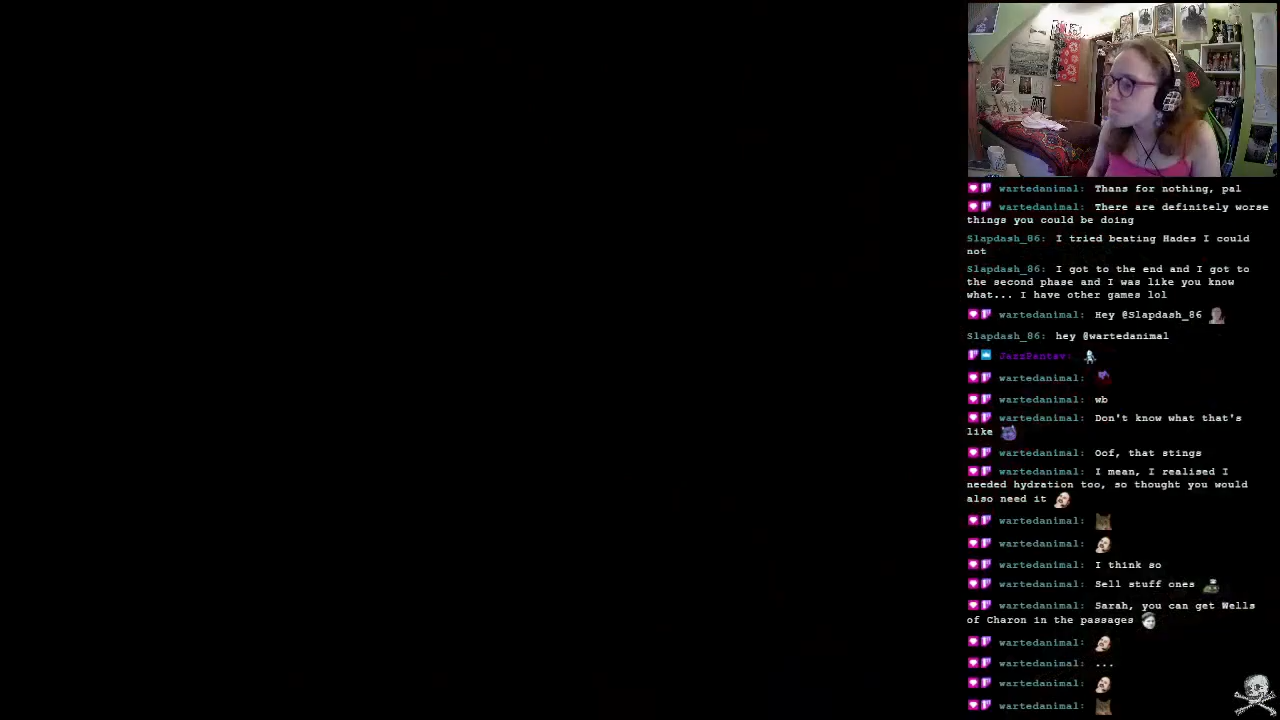 wartedanimal: Thans for nothing, pal
wartedanimal: There are definitely worse
things you could be doing
Slapdash_86: I tried beating Hades I could
not
Slapdash_86: I got to the end and I got to
the second phase and I was like you know
what... I have other games lol
wartedanimal: Hey @Slapdash_86
Slapdash_86: hey @wartedanimal
JazzPantsw:
wartedanimal:
wartedanimal: wb
wartedanimal: Don't know what that's
like
wartedanimal: Oof, that stings
wartedanimal: I mean, I realised I
needed hydration too, so thought you would
also need it
wartedanimal:
wartedanimal:
wartedanimal: I think so
wartedanimal: Sell stuff ones
wartedanimal: Sarah, you can get Wells
of Charon in the passages
wartedanimal:
wartedanimal: ...
wartedanimal:
wartedanimal: